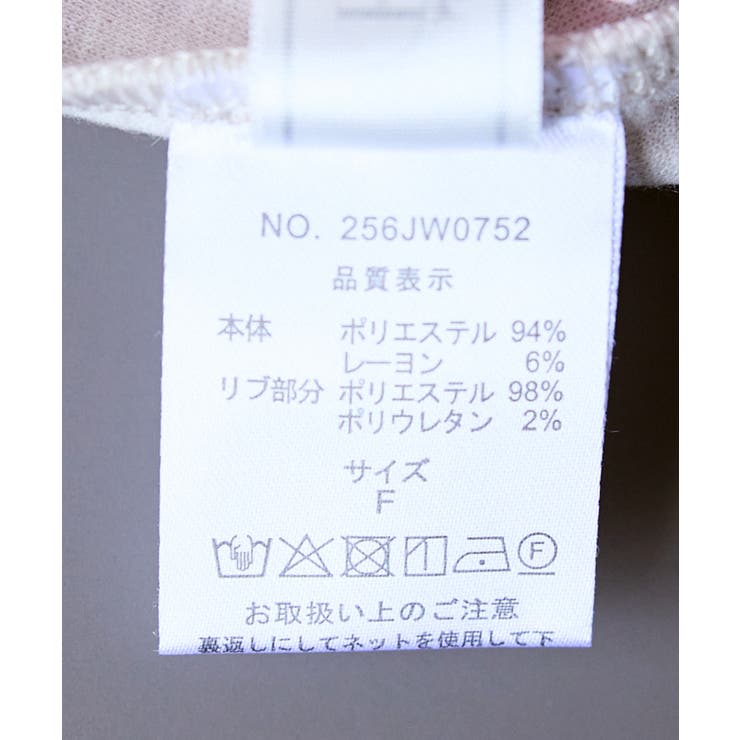 NO. 256JW0752
品質表示
本体 ポリエステル 94%
レーヨン 6%
リブ部分 ポリエステル 98%
ポリウレタン 2%
サイズ
F
F
お取扱い上のご注意
裏返しにしてネットを使用して下